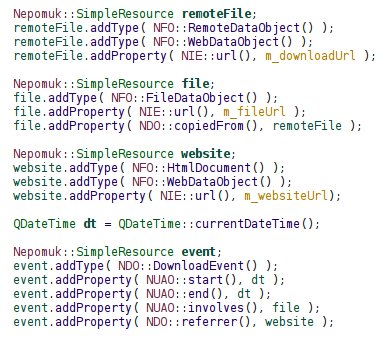 Nepomuk::SimpleResource remoteFile;
remoteFile.addType( NFO::RemoteDataObject() );
remoteFile.addType( NFO::WebDataObject() );
remoteFile.addProperty( NIE::url(), m_downloadUrl );
Nepomuk::SimpleResource file;
file.addType( NFO::FileDataObject() );
file.addProperty( NIE::url(), m_fileUrl );
file.addProperty( NDO::copiedFrom(), remoteFile );
Nepomuk::SimpleResource website;
website.addType( NFO::HtmlDocument() );
website.addType( NFO::WebDataObject() );
website.addProperty( NIE::url(), m_websiteUrl);
QDateTime dt = QDateTime::currentDateTime();
Nepomuk::SimpleResource event;
event.addType( NDO::DownloadEvent() );
event.addProperty( NUAO::start(), dt );
event.addProperty( NUAO::end(), dt );
event.addProperty( NUAO::involves(), file );
event.addProperty( NDO::referrer(), website );